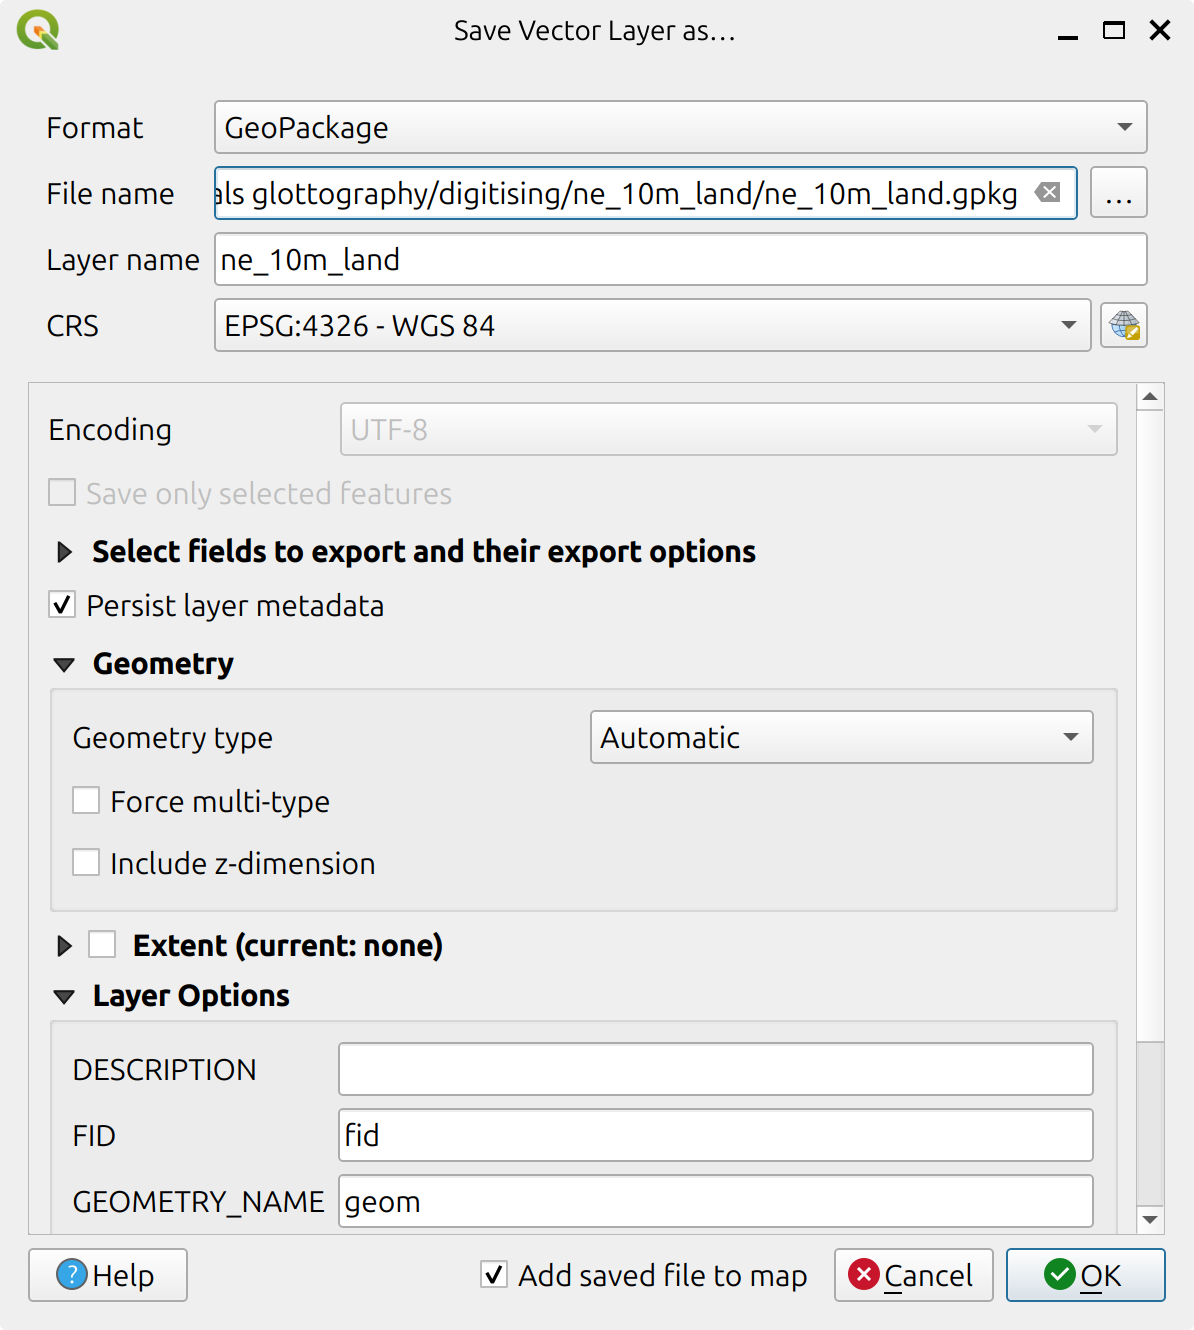 Save Vector Layer as…
Format GeoPackage
File name als glottography/digitising/ne_10m_land/ne_10m_land.gpkg …
Layer name ne_10m_land
CRS EPSG:4326 - WGS 84
Encoding UTF-8
Save only selected features
Select fields to export and their export options
Persist layer metadata
Geometry
Geometry type Automatic
Force multi-type
Include z-dimension
Extent (current: none)
Layer Options
DESCRIPTION
FID fid
GEOMETRY_NAME geom
Help Add saved file to map Cancel OK